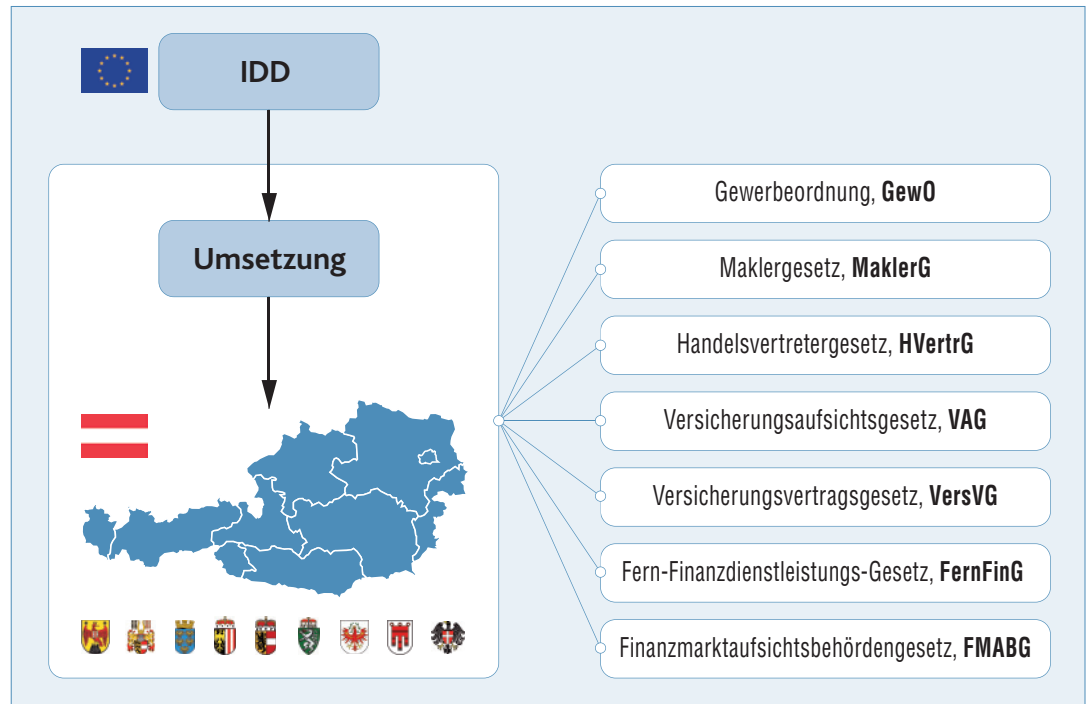 IDD
Umsetzung
Gewerbeordnung, GewO
Maklergesetz, MaklerG
Handelsvertretergesetz, HVertrG
Versicherungsaufsichtsgesetz, VAG
Versicherungsvertragsgesetz, VersVG
Fern-Finanzdienstleistungs-Gesetz, FernFinG
Finanzmarktaufsichtsbehördengesetz, FMABG